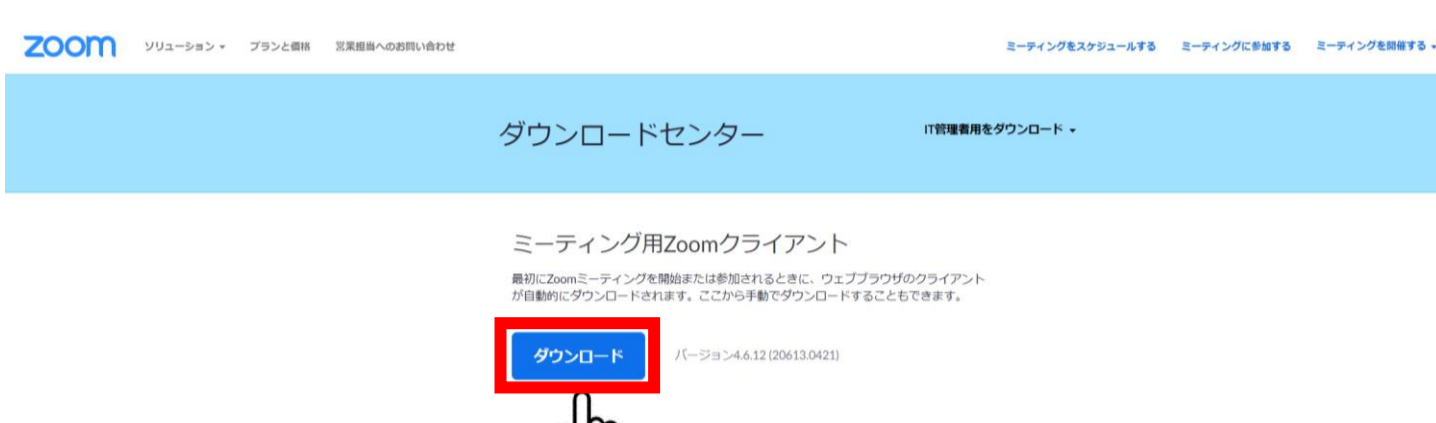 zoom ソリューション プランと価格 営業担当へのお問い合わせ ミーティングをスケジュールする ミーティングに参加する ミーティングを開催する
ダウンロードセンター IT管理者用をダウンロード
ミーティング用Zoomクライアント
最初にZoomミーティングを開始または参加されるときに、ウェブブラウザのクライアント
が自動的にダウンロードされます。ここから手動でダウンロードすることもできます。
ダウンロード バージョン4.6.12 (20613.0421)